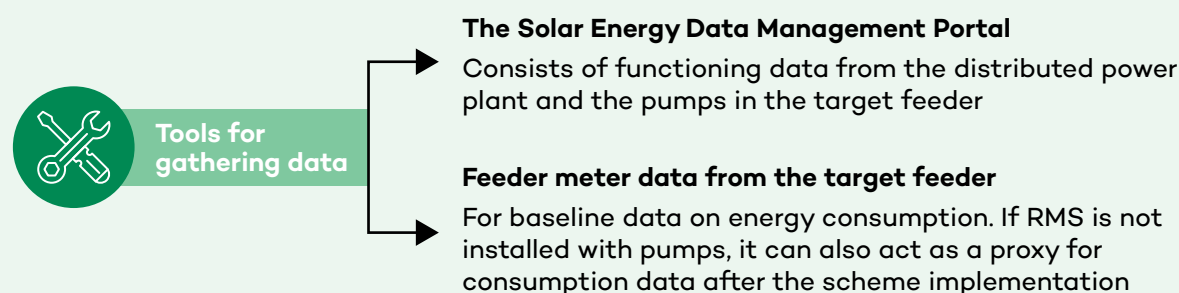 Tools for
gathering data
The Solar Energy Data Management Portal
Consists of functioning data from the distributed power
plant and the pumps in the target feeder
Feeder meter data from the target feeder
For baseline data on energy consumption. If RMS is not
installed with pumps, it can also act as a proxy for
consumption data after the scheme implementation